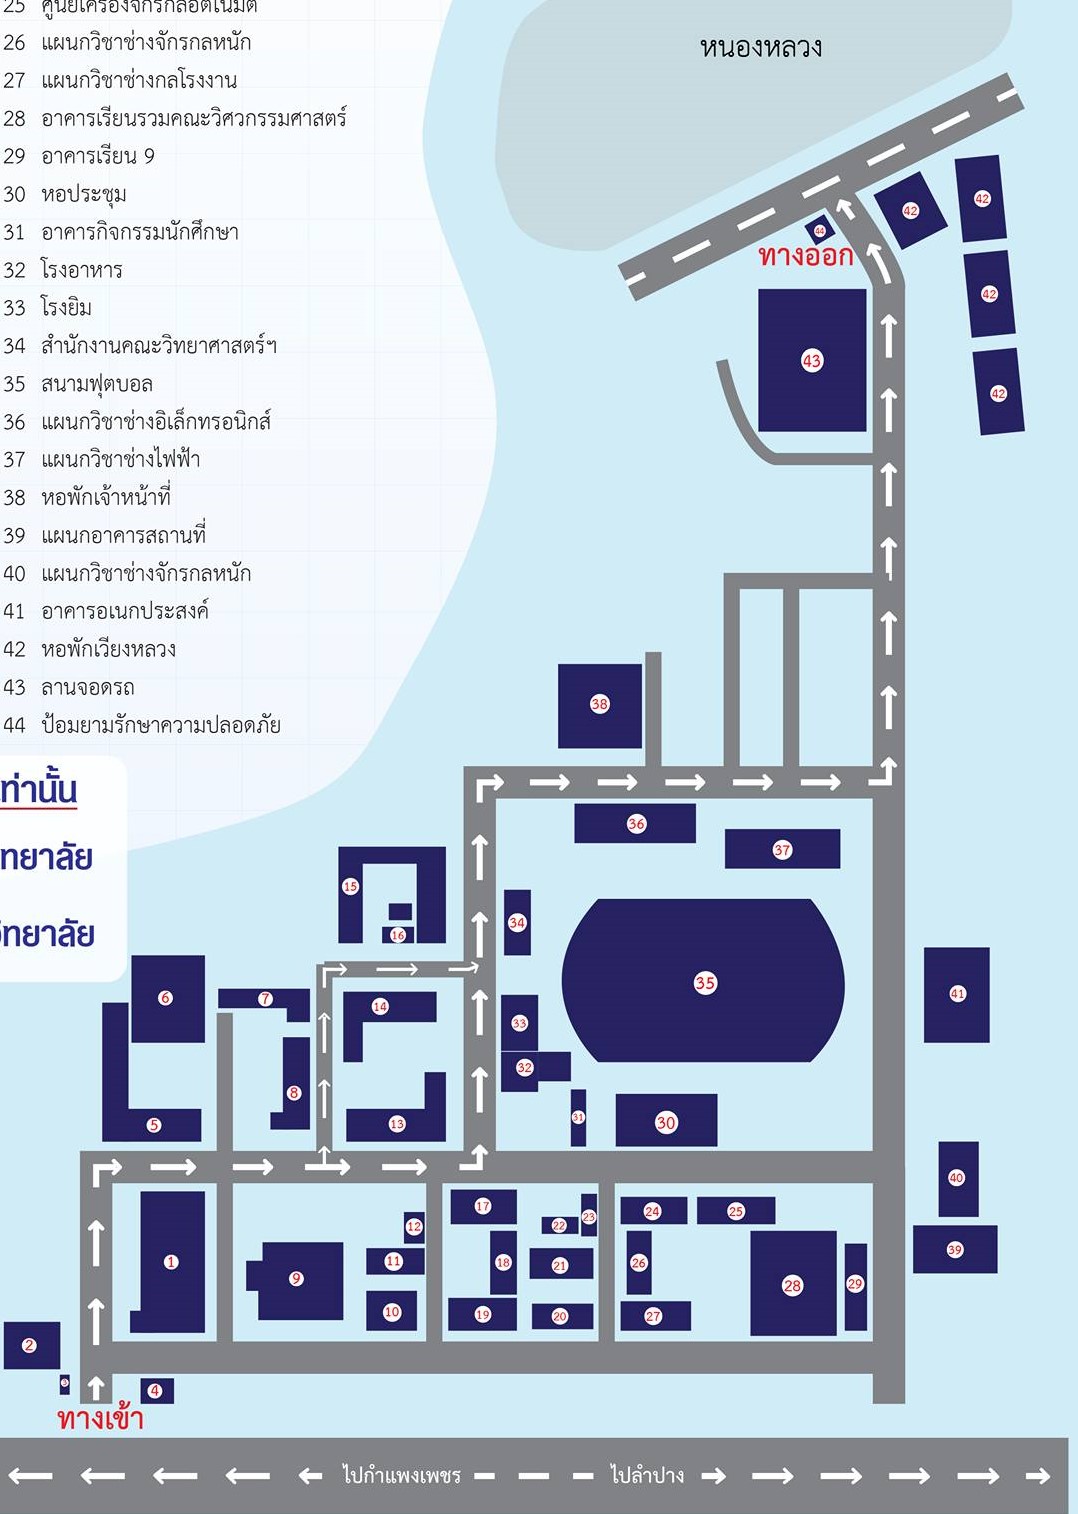 25 ศูนย์เครื่องจักรกลอัตโนมัติ
26 แผนกวิชาช่างจักรกลหนัก
27 แผนกวิชาช่างกลโรงงาน
28 อาคารเรียนรวมคณะวิศวกรรมศาสตร์
29 อาคารเรียน 9
30 หอประชุม
31 อาคารกิจกรรมนักศึกษา
32 โรงอาหาร
33 โรงยิม
34 สำนักงานคณะวิทยาศาสตร์ฯ
35 สนามฟุตบอล
36 แผนกวิชาช่างอิเล็กทรอนิกส์
37 แผนกวิชาช่างไฟฟ้า
38 หอพักเจ้าหน้าที่
39 แผนกอาคารสถานที่
40 แผนกวิชาช่างจักรกลหนัก
41 อาคารอเนกประสงค์
42 หอพักเวียงหลวง
43 ลานจอดรถ
44 ป้อมยามรักษาความปลอดภัย
ท่านั้น
ทยาลัย
วิทยาลัย
หนองหลวง
42
42
44
ทางออก
42
43
42
38
36
37
15
34
16
35
41
6
7
14
33
32
8
31
30
13
5
40
17
23
24
25
22
12
39
1
11
18
21
26
9
28
29
10
19
20
27
2
3
4
ทางเข้า
ไปกำแพงเพชร
ไปลำปาง